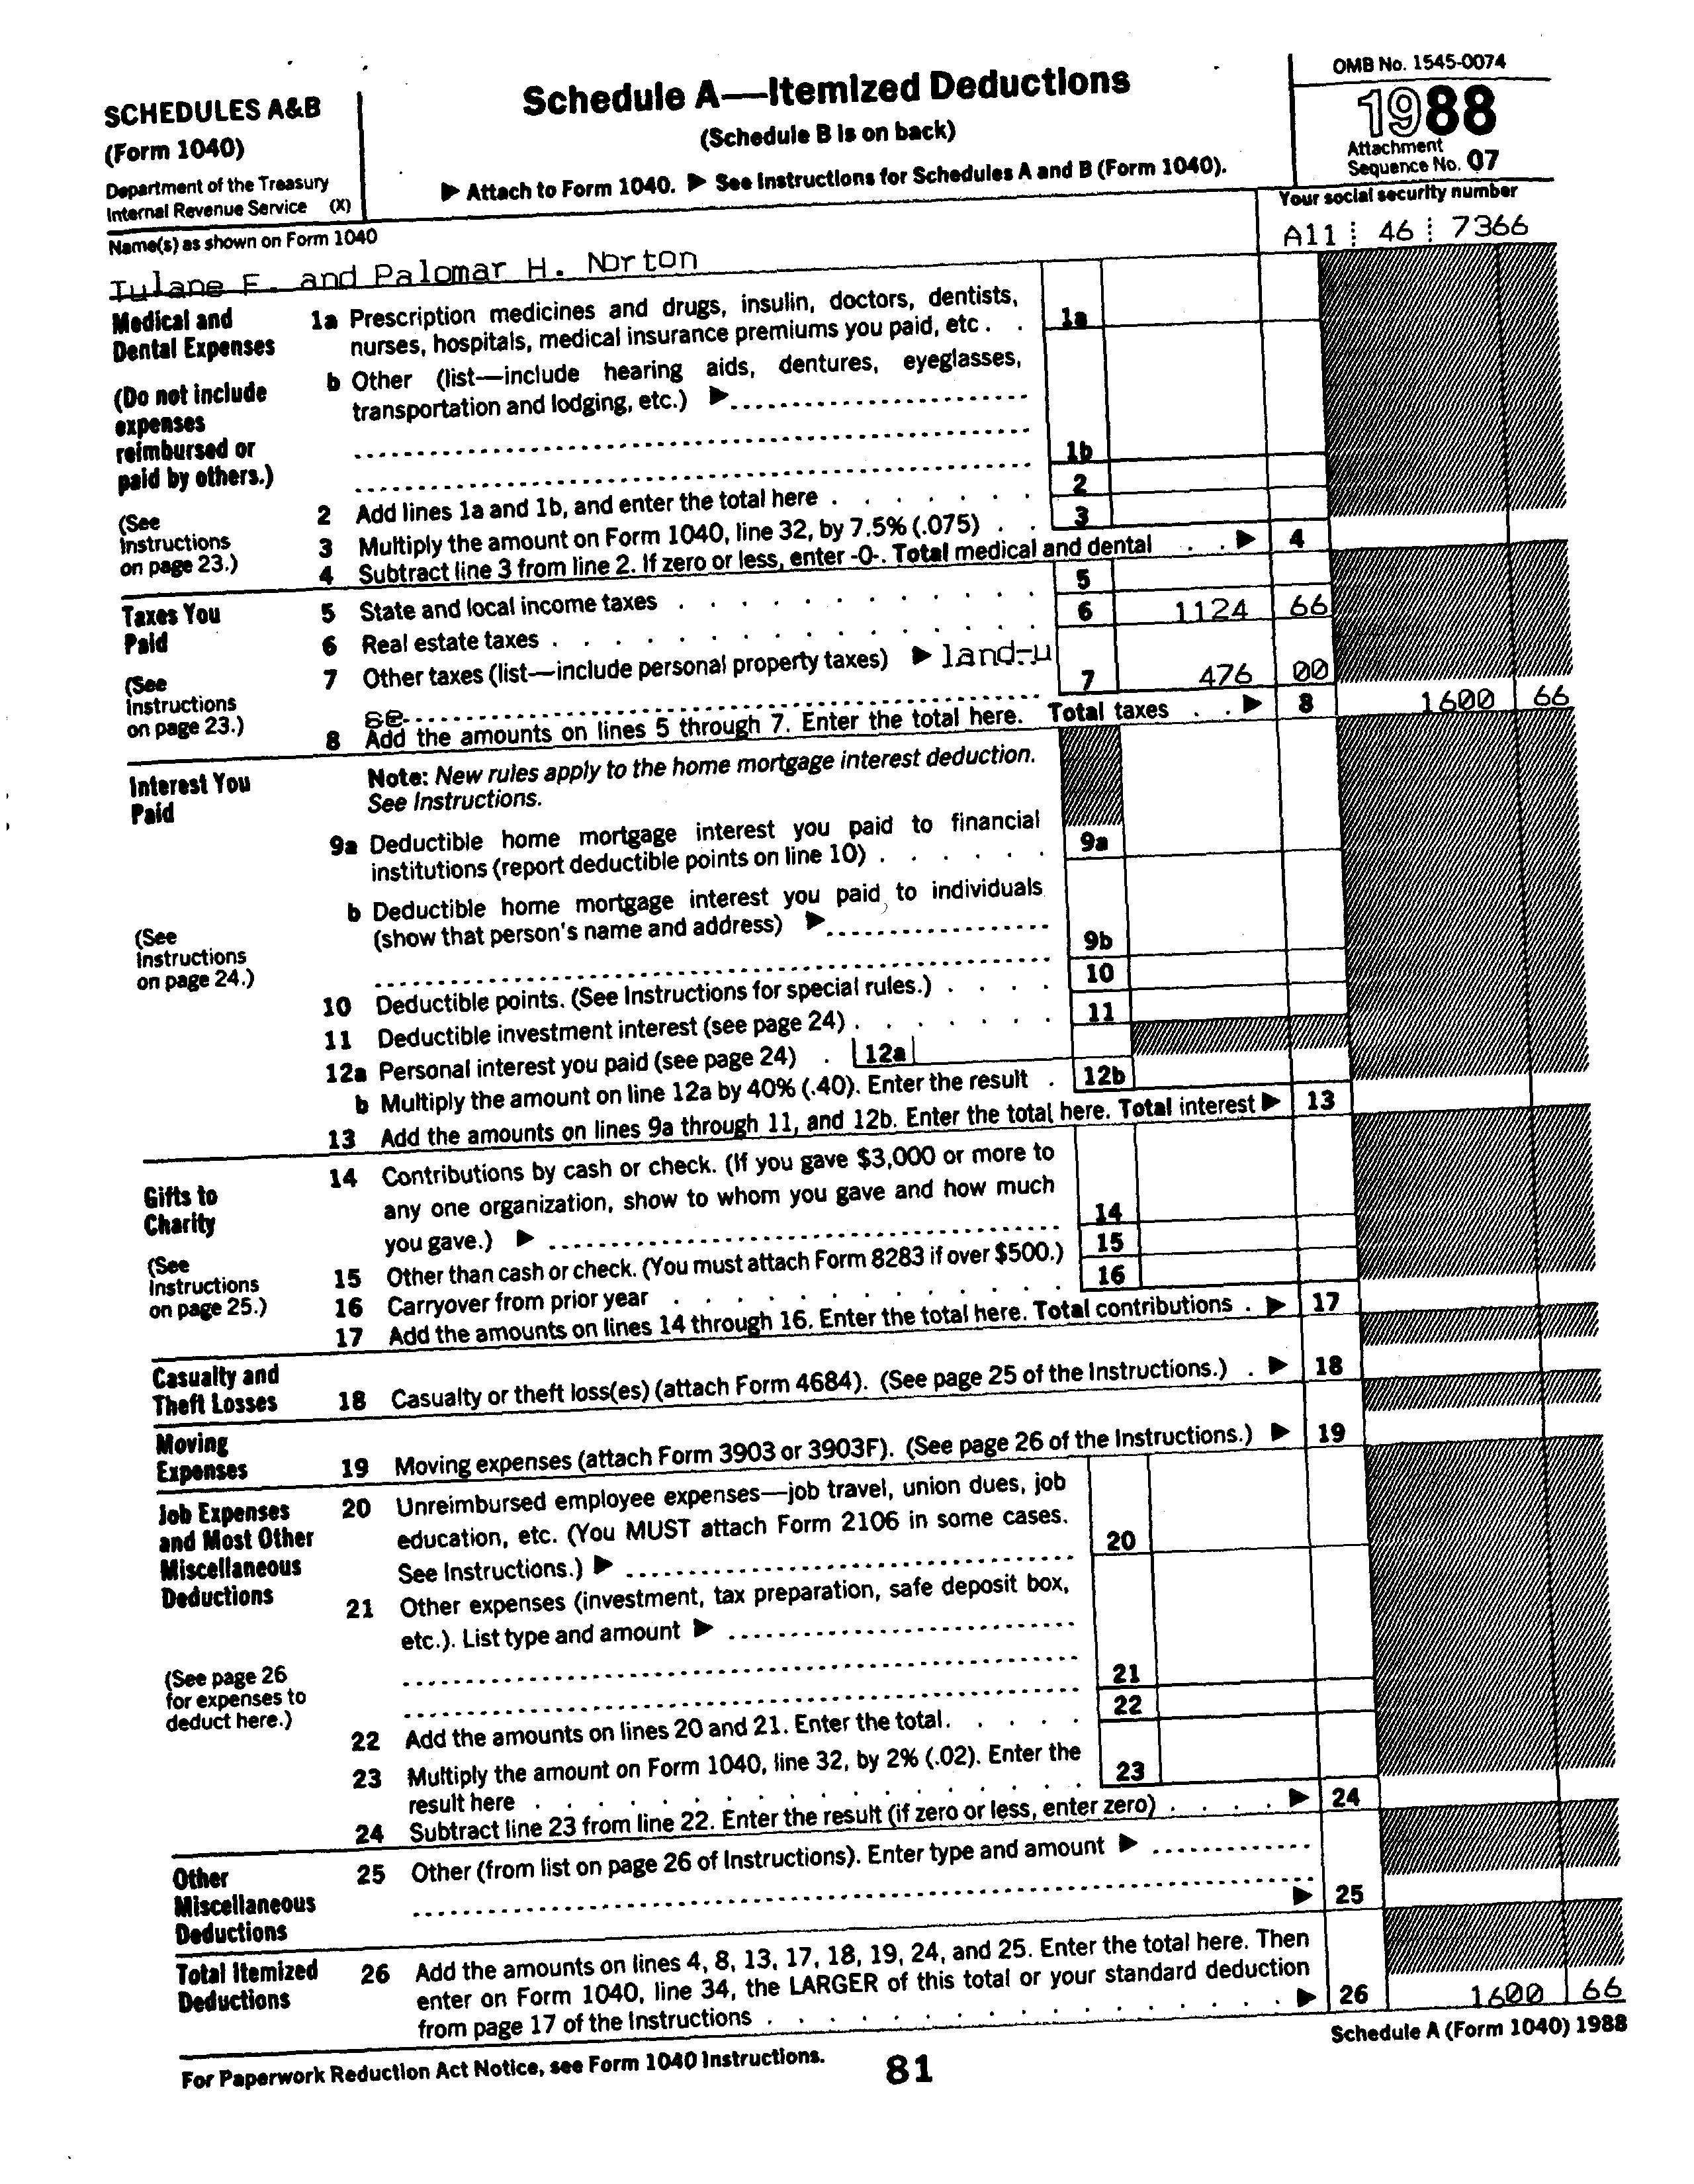 SCHEDULES A&B
(Form 1040)
Department of the Treasury
Internal Revenue Service (X)
Schedule A—Itemized Deductions
(Schedule B is on back)
▶ Attach to Form 1040. ▶ See Instructions for Schedules A and B (Form 1040).
OMB No. 1545-0074
1988
Attachment
Sequence No. 07
Name(s) as shown on Form 1040
Your social security number
Tulane E. and Palomar H. Norton
A11 46 7366
Medical and
Dental Expenses
(Do not include
expenses
reimbursed or
paid by others.)
(See
Instructions
on page 23.)
1a Prescription medicines and drugs, insulin, doctors, dentists,
nurses, hospitals, medical insurance premiums you paid, etc . . 1a
b Other (list—include hearing aids, dentures, eyeglasses,
transportation and lodging, etc.) ▶
1b
2 Add lines 1a and 1b, and enter the total here . . . . . . . 2
3 Multiply the amount on Form 1040, line 32, by 7.5% (.075) . . 3
4 Subtract line 3 from line 2. If zero or less, enter -0-. Total medical and dental . . ▶ 4
Taxes You
Paid
(See
Instructions
on page 23.)
5 State and local income taxes . . . . . . . . . . . . 5
6 Real estate taxes . . . . . . . . . . . . . . . . 6 1124 66
7 Other taxes (list—include personal property taxes) ▶ land-u
se 7 476 00
8 Add the amounts on lines 5 through 7. Enter the total here. Total taxes . . ▶ 8 1600 66
Interest You
Paid
(See
Instructions
on page 24.)
Note: New rules apply to the home mortgage interest deduction.
See Instructions.
9a Deductible home mortgage interest you paid to financial
institutions (report deductible points on line 10) . . . . . . 9a
b Deductible home mortgage interest you paid to individuals
(show that person's name and address) ▶
9b
10 Deductible points. (See Instructions for special rules.) . . . . 10
11 Deductible investment interest (see page 24) . . . . . . . 11
12a Personal interest you paid (see page 24) . 12a
b Multiply the amount on line 12a by 40% (.40). Enter the result . 12b
13 Add the amounts on lines 9a through 11, and 12b. Enter the total here. Total interest ▶ 13
Gifts to
Charity
(See
Instructions
on page 25.)
14 Contributions by cash or check. (If you gave $3,000 or more to
any one organization, show to whom you gave and how much
you gave.) ▶ 14
15 Other than cash or check. (You must attach Form 8283 if over $500.) 15
16 Carryover from prior year . . . . . . . . . . . . . 16
17 Add the amounts on lines 14 through 16. Enter the total here. Total contributions . ▶ 17
Casualty and
Theft Losses
18 Casualty or theft loss(es) (attach Form 4684). (See page 25 of the Instructions.) . ▶ 18
Moving
Expenses
19 Moving expenses (attach Form 3903 or 3903F). (See page 26 of the Instructions.) ▶ 19
Job Expenses
and Most Other
Miscellaneous
Deductions
(See page 26
for expenses to
deduct here.)
20 Unreimbursed employee expenses—job travel, union dues, job
education, etc. (You MUST attach Form 2106 in some cases.
See Instructions.) ▶ 20
21 Other expenses (investment, tax preparation, safe deposit box,
etc.). List type and amount ▶
21
22 Add the amounts on lines 20 and 21. Enter the total. . . . . 22
23 Multiply the amount on Form 1040, line 32, by 2% (.02). Enter the
result here . . . . . . . . . . . . . . . . 23
24 Subtract line 23 from line 22. Enter the result (if zero or less, enter zero) . . . . ▶ 24
Other
Miscellaneous
Deductions
25 Other (from list on page 26 of Instructions). Enter type and amount ▶
▶ 25
Total Itemized
Deductions
26 Add the amounts on lines 4, 8, 13, 17, 18, 19, 24, and 25. Enter the total here. Then
enter on Form 1040, line 34, the LARGER of this total or your standard deduction
from page 17 of the Instructions . . . . . . . . . . . . . . . ▶ 26 1600 66
For Paperwork Reduction Act Notice, see Form 1040 Instructions.
81
Schedule A (Form 1040) 1988